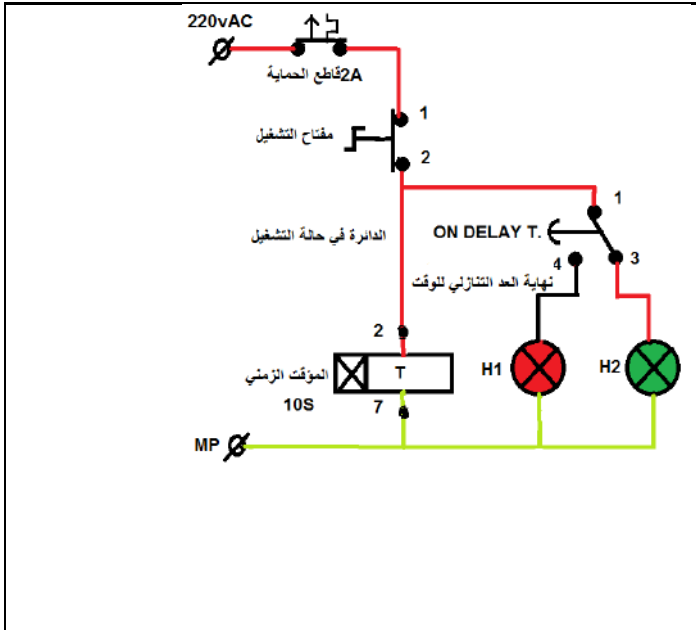 220vAC
قاطع الحماية2A
1
مفتاح التشغيل
2
1
الدائرة في حالة التشغيل
ON DELAY T.
4
3
نهاية العد التنازلي للوقت
2
H1
H2
المؤقت الزمني
T
10S
7
MP